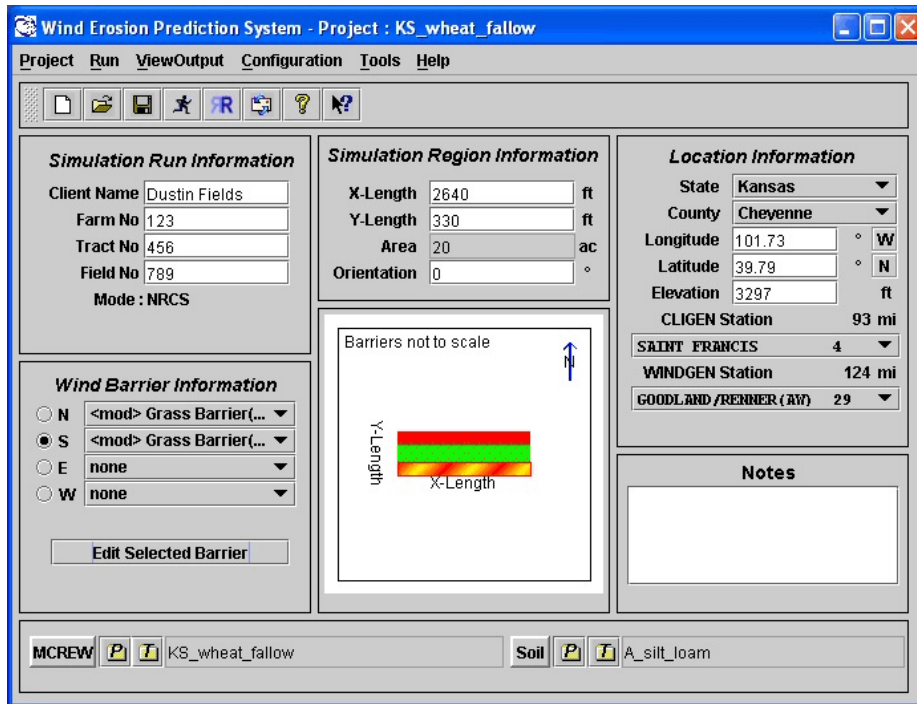 Wind Erosion Prediction System - Project : KS_wheat_fallow
Project Run ViewOutput Configuration Tools Help
Simulation Run Information
Client Name Dustin Fields
Farm No 123
Tract No 456
Field No 789
Mode : NRCS
Wind Barrier Information
N <mod> Grass Barrier(...
S <mod> Grass Barrier(...
E none
W none
Edit Selected Barrier
Simulation Region Information
X-Length 2640 ft
Y-Length 330 ft
Area 20 ac
Orientation 0 °
Barriers not to scale
N
Y-Length
X-Length
Location Information
State Kansas
County Cheyenne
Longitude 101.73 ° W
Latitude 39.79 ° N
Elevation 3297 ft
CLIGEN Station 93 mi
SAINT FRANCIS 4
WINDGEN Station 124 mi
GOODLAND/RENNER(AW) 29
Notes
MCREW P T KS_wheat_fallow Soil P T A_silt_loam